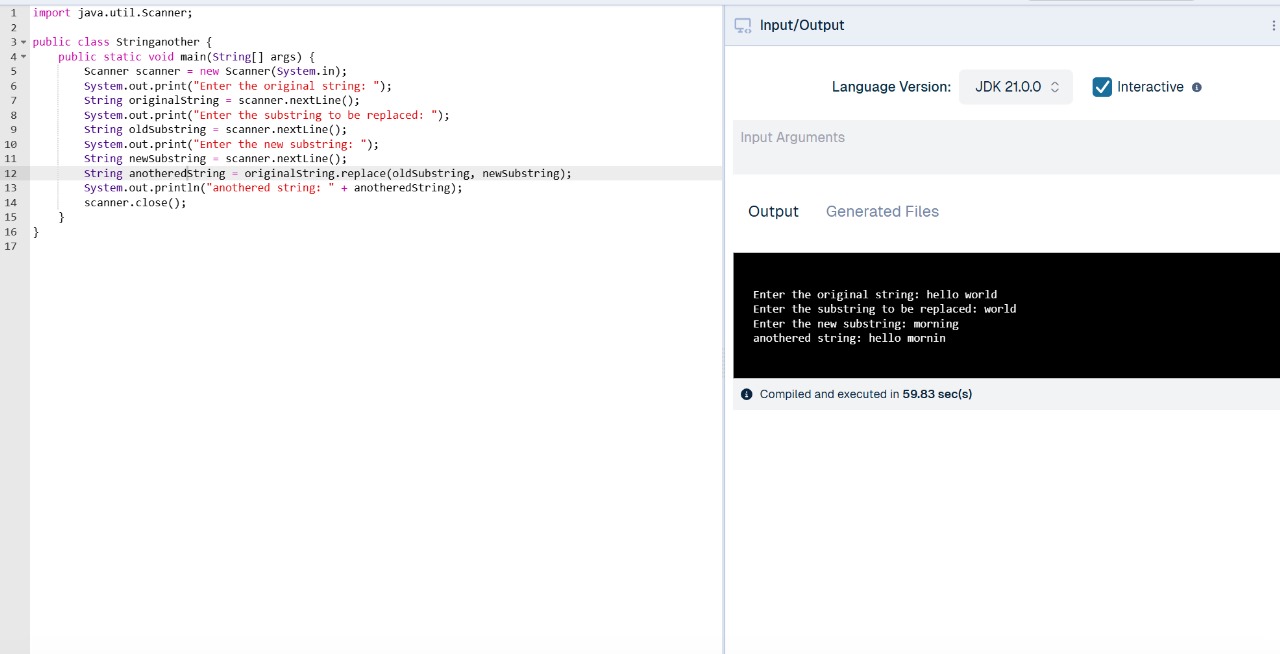 1 import java.util.Scanner;
2
3 public class Stringanother {
4 public static void main(String[] args) {
5 Scanner scanner = new Scanner(System.in);
6 System.out.print("Enter the original string: ");
7 String originalString = scanner.nextLine();
8 System.out.print("Enter the substring to be replaced: ");
9 String oldSubstring = scanner.nextLine();
10 System.out.print("Enter the new substring: ");
11 String newSubstring = scanner.nextLine();
12 String anotheredString = originalString.replace(oldSubstring, newSubstring);
13 System.out.println("anothered string: " + anotheredString);
14 scanner.close();
15 }
16 }
17
Input/Output
Language Version: JDK 21.0.0 Interactive
Input Arguments
Output Generated Files
Enter the original string: hello world
Enter the substring to be replaced: world
Enter the new substring: morning
anothered string: hello mornin
Compiled and executed in 59.83 sec(s)